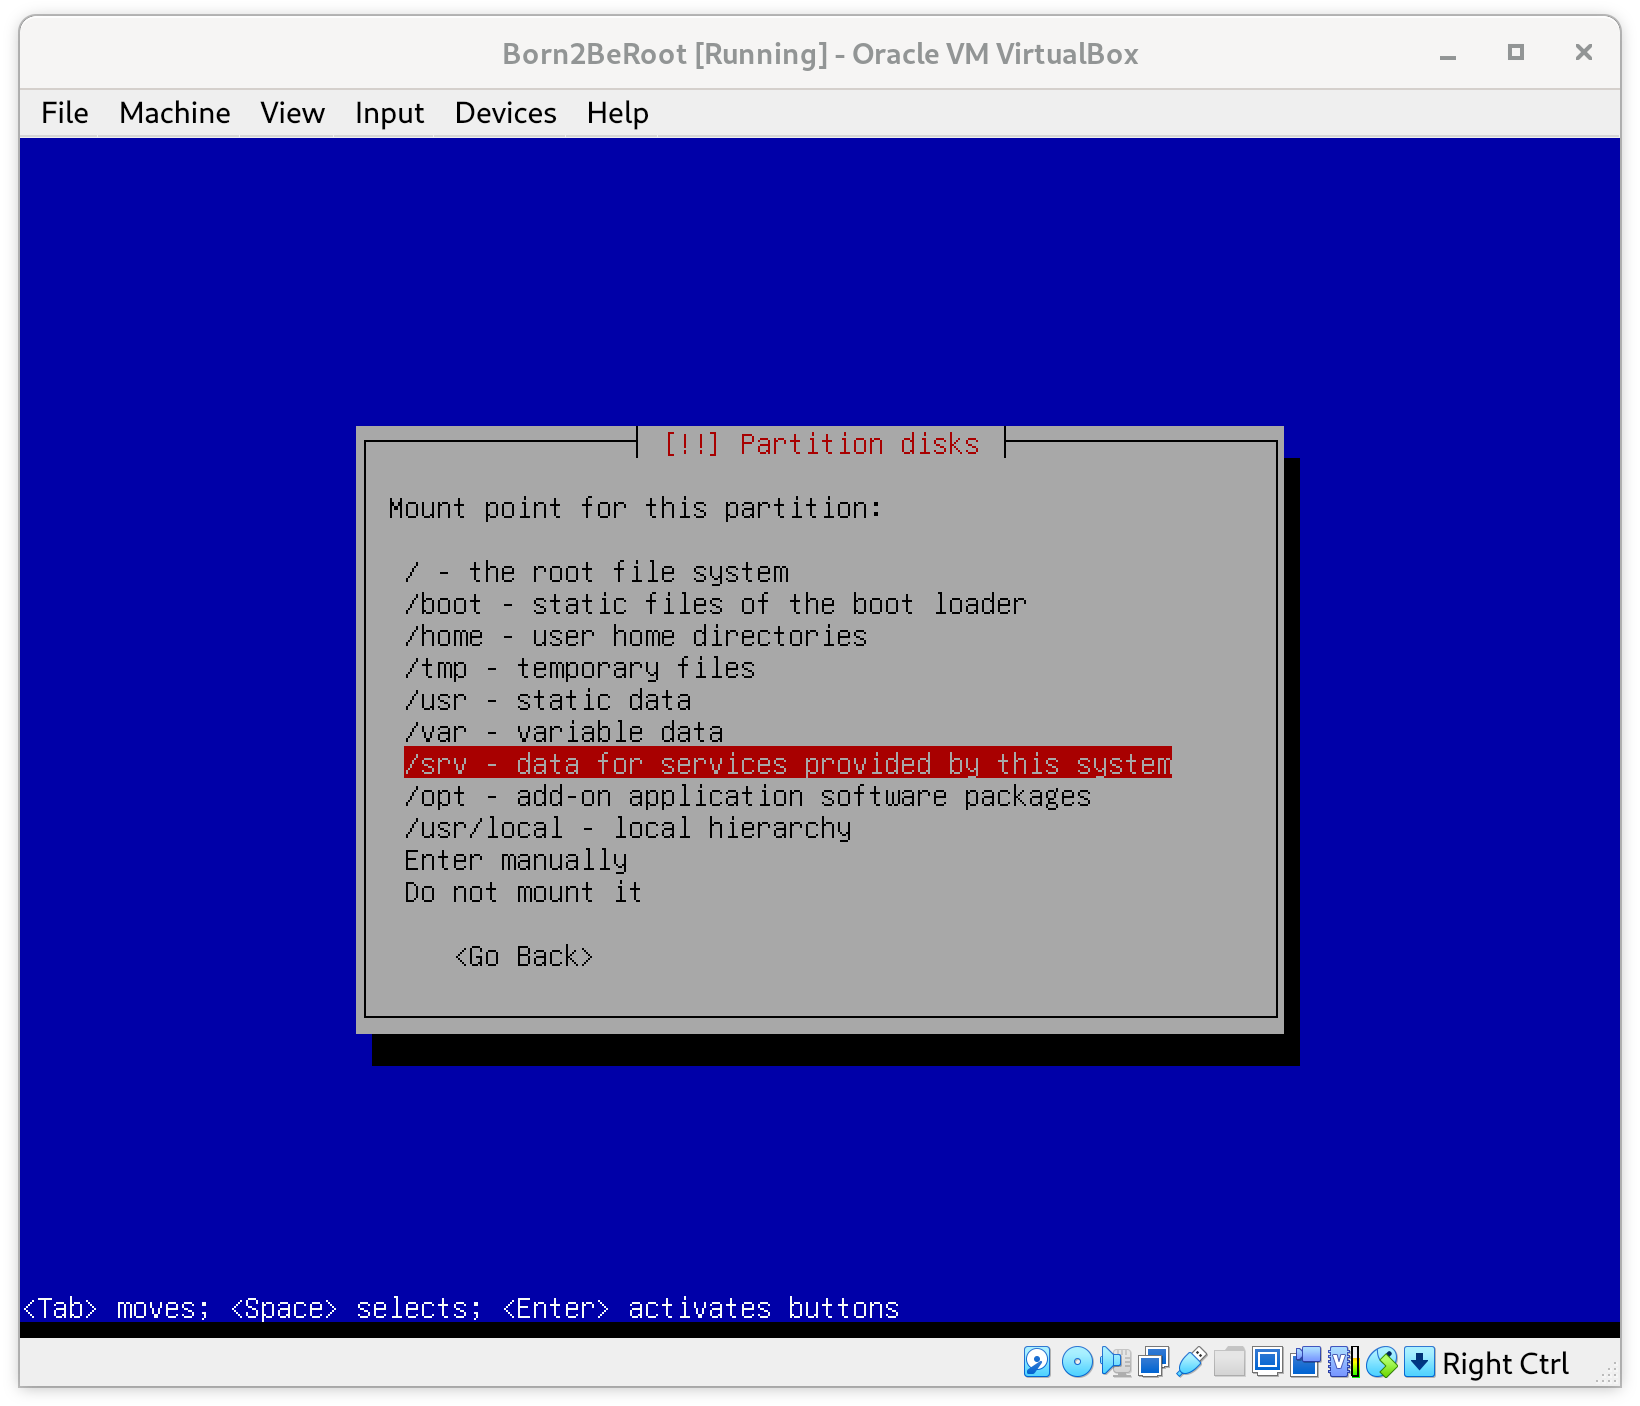 Born2BeRoot [Running] - Oracle VM VirtualBox
File Machine View Input Devices Help
[!!] Partition disks
Mount point for this partition:
/ - the root file system
/boot - static files of the boot loader
/home - user home directories
/tmp - temporary files
/usr - static data
/var - variable data
/srv - data for services provided by this system
/opt - add-on application software packages
/usr/local - local hierarchy
Enter manually
Do not mount it
<Go Back>
<Tab> moves; <Space> selects; <Enter> activates buttons
Right Ctrl